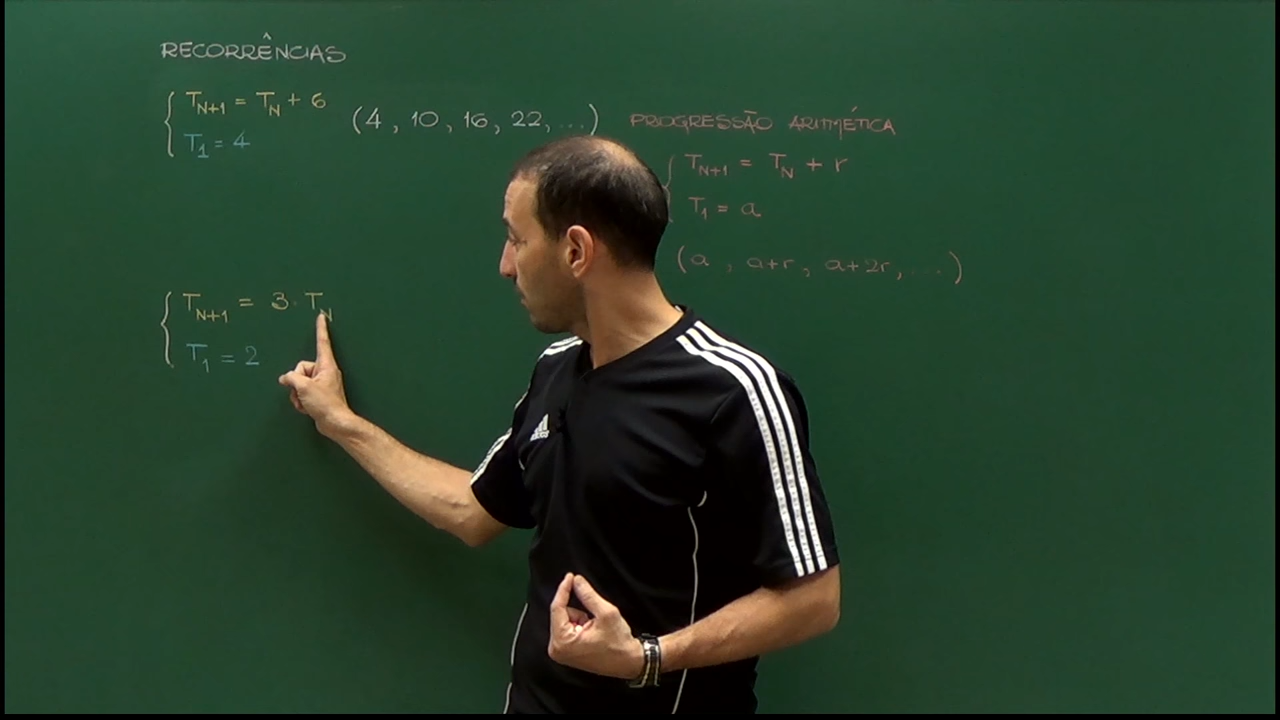 RECORRÊNCIAS
T_{N+1} = T_N + 6
T_1 = 4
(4, 10, 16, 22, ...)
PROGRESSÃO ARITMÉTICA
T_{N+1} = T_N + r
T_1 = a
(a, a+r, a+2r, ....)
T_{N+1} = 3 · T_N
T_1 = 2
adidas